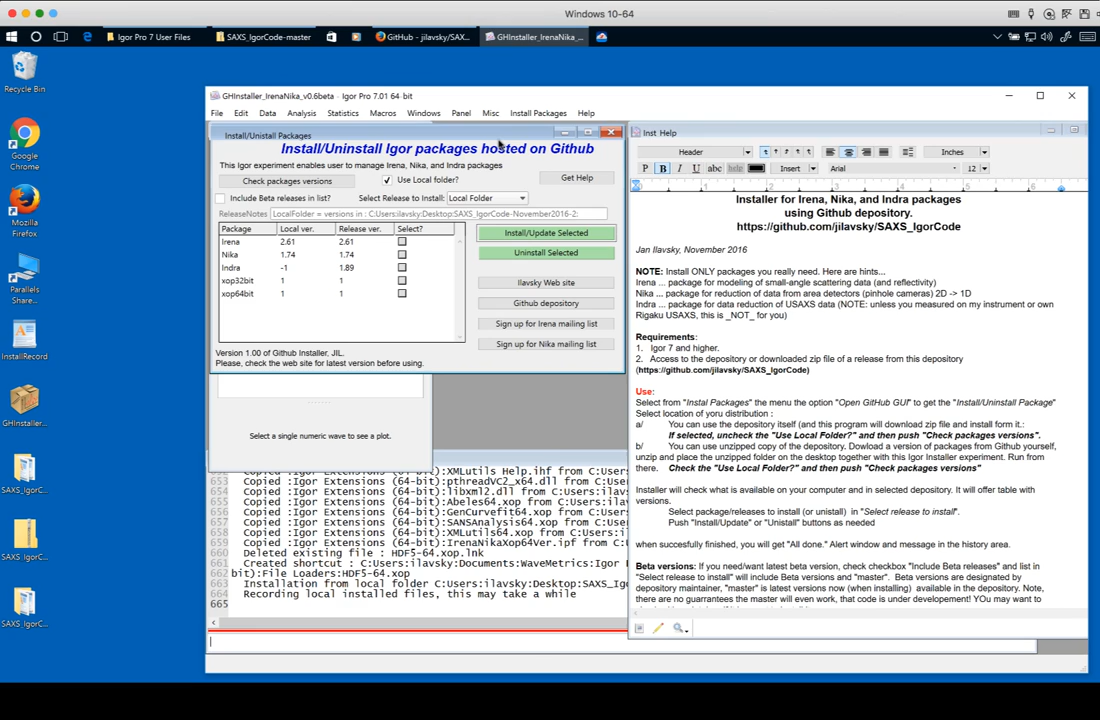 Windows 10-64
Igor Pro 7 User Files
SAXS_IgorCode-master
GitHub - jilavsky/SAX...
GHInstaller_IrenaNika_...
Recycle Bin
Google
Chrome
Mozilla
Firefox
Parallels
Share...
InstallRecord
GHInstaller...
SAXS_IgorC...
SAXS_IgorC...
SAXS_IgorC...
GHInstaller_IrenaNika_v0.6beta - Igor Pro 7.01 64-bit
File Edit Data Analysis Statistics Macros Windows Panel Misc Install Packages Help
Install/Unistall Packages
Install/Uninstall Igor packages hosted on Github
This Igor experiment enables user to manage Irena, Nika, and Indra packages
Check packages versions
Use Local folder?
Get Help
Include Beta releases in list?
Select Release to Install: Local Folder
ReleaseNotes LocalFolder = versions in : C:Users:ilavsky:Desktop:SAXS_IgorCode-November2016-2:
Package Local ver. Release ver. Select?
Irena 2.61 2.61
Nika 1.74 1.74
Indra -1 1.89
xop32bit 1 1
xop64bit 1 1
Install/Update Selected
Uninstall Selected
Ilavsky Web site
Github depository
Sign up for Irena mailing list
Sign up for Nika mailing list
Version 1.00 of Github Installer, JIL.
Please, check the web site for latest version before using.
Select a single numeric wave to see a plot.
653 Copied :Igor Extensions (64-bit):XMLutils Help.ihf from C:Users:
654 Copied :Igor Extensions (64-bit):pthreadVC2_x64.dll from C:Users
Copied :Igor Extensions (64-bit):libxml2.dll from C:Users:ilavsk
655 Copied :Igor Extensions (64-bit):Abeles64.xop from C:Users:ilavs
656 Copied :Igor Extensions (64-bit):GenCurvefit64.xop from C:Users:
657 Copied :Igor Extensions (64-bit):SANSAnalysis64.xop from C:Users
658 Copied :Igor Extensions (64-bit):XMLutils64.xop from C:Users:il
659 Copied :Igor Extensions (64-bit):IrenaNikaXop64Ver.ipf from C:Us
660 Deleted existing file : HDF5-64.xop.lnk
661 Created shortcut : C:Users:ilavsky:Documents:WaveMetrics:Igor P
bit):File Loaders:HDF5-64.xop
663 Installation from local folder C:Users:ilavsky:Desktop:SAXS_Igo
664 Recording local installed files, this may take a while
665
Inst Help
Header
Inches
P B I U abc help
Insert
Arial
12
Installer for Irena, Nika, and Indra packages
using Github depository.
https://github.com/jilavsky/SAXS_IgorCode
Jan Ilavsky, November 2016
NOTE: Install ONLY packages you really need. Here are hints...
Irena ... package for modeling of small-angle scattering data (and reflectivity)
Nika ... package for reduction of data from area detectors (pinhole cameras) 2D -> 1D
Indra ... package for data reduction of USAXS data (NOTE: unless you measured on my instrument or own
Rigaku USAXS, this is _NOT_ for you)
Requirements:
1. Igor 7 and higher.
2. Access to the depository or downloaded zip file of a release from this depository
(https://github.com/jilavsky/SAXS_IgorCode)
Use:
Select from "Instal Packages" the menu the option "Open GitHub GUI" to get the "Install/Uninstall Package"
Select location of yoru distribution :
a/ You can use the depository itself (and this program will download zip file and install form it.:
If selected, uncheck the "Use Local Folder?" and then push "Check packages versions".
b/ You can use unzipped copy of the depository. Dowload a version of packages from Github yourself,
unzip and place the unzipped folder on the desktop together with this Igor Installer experiment. Run from
there. Check the "Use Local Folder?" and then push "Check packages versions"
Installer will check what is available on your computer and in selected depository. It will offer table with
versions.
Select package/releases to install (or unistall) in "Select release to install".
Push "Install/Update" or "Unistall" buttons as needed
when succesfully finished, you will get "All done." Alert window and message in the history area.
Beta versions: If you need/want latest beta version, check checkbox "Include Beta releases" and list in
"Select release to install" will include Beta versions and "master". Beta versions are designated by
depository maintainer, "master" is latest versions now (when installing) available in the depository. Note,
there are no guarrantees the master will even work, that code is under developement! YOU may want to